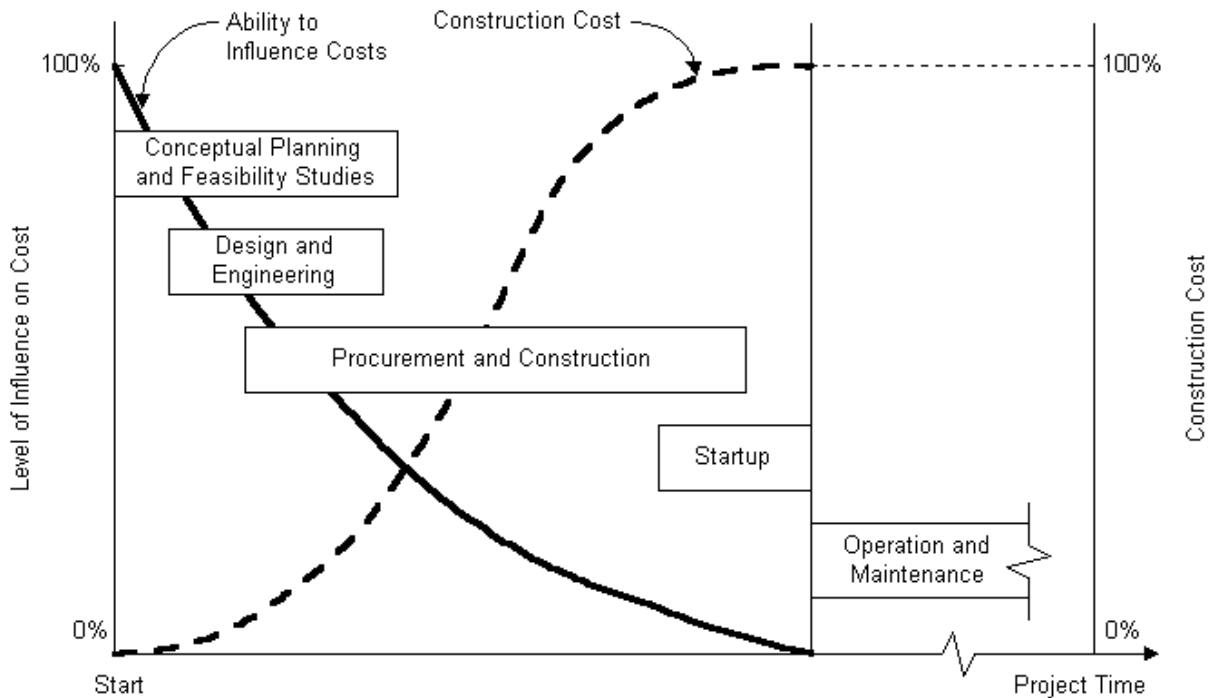 Ability to
Influence Costs
Construction Cost
100%
100%
Conceptual Planning
and Feasibility Studies
Design and
Engineering
Procurement and Construction
Startup
Operation and
Maintenance
Level of Influence on Cost
Construction Cost
0%
0%
Start
Project Time